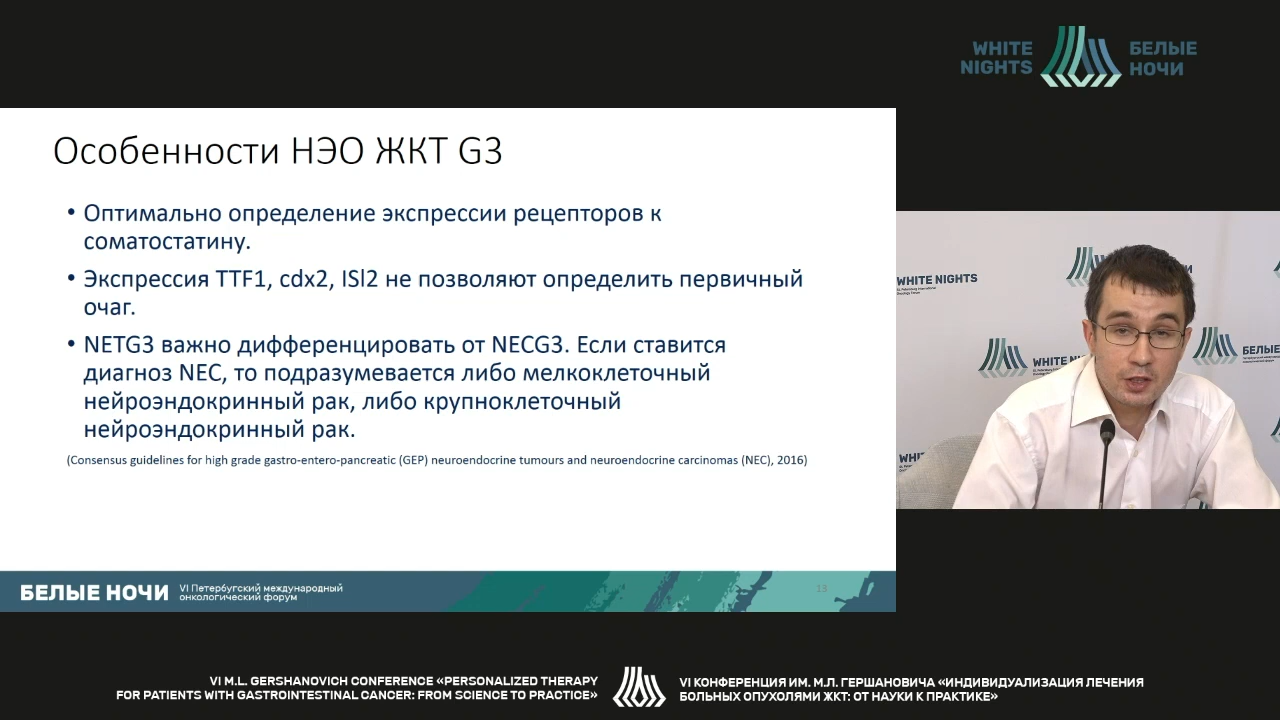 WHITE
NIGHTS
БЕЛЫЕ
НОЧИ
Особенности НЭО ЖКТ G3
• Оптимально определение экспрессии рецепторов к
соматостатину.
• Экспрессия TTF1, cdx2, ISl2 не позволяют определить первичный
очаг.
• NETG3 важно дифференцировать от NECG3. Если ставится
диагноз NEC, то подразумевается либо мелкоклеточный
нейроэндокринный рак, либо крупноклеточный
нейроэндокринный рак.
(Consensus guidelines for high grade gastro-entero-pancreatic (GEP) neuroendocrine tumours and neuroendocrine carcinomas (NEC), 2016)
WHITE NIGHTS
WHITE
БЕЛЫЕ
БЕЛЫЕ НОЧИ
VI Петербугский международный
онкологический форум
13
VI M.L. GERSHANOVICH CONFERENCE «PERSONALIZED THERAPY
FOR PATIENTS WITH GASTROINTESTINAL CANCER: FROM SCIENCE TO PRACTICE»
VI КОНФЕРЕНЦИЯ ИМ. М.Л. ГЕРШАНОВИЧА «ИНДИВИДУАЛИЗАЦИЯ ЛЕЧЕНИЯ
БОЛЬНЫХ ОПУХОЛЯМИ ЖКТ: ОТ НАУКИ К ПРАКТИКЕ»